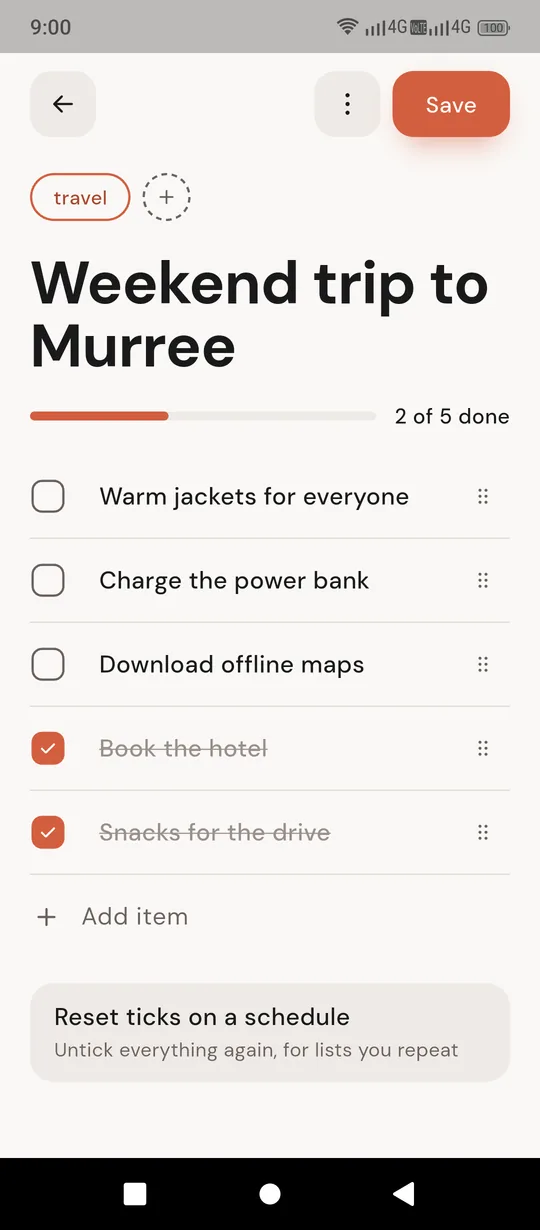 9:00
4G VoLTE 4G 100
Save
travel
Weekend trip to
Murree
2 of 5 done
Warm jackets for everyone
Charge the power bank
Download offline maps
Book the hotel
Snacks for the drive
Add item
Reset ticks on a schedule
Untick everything again, for lists you repeat